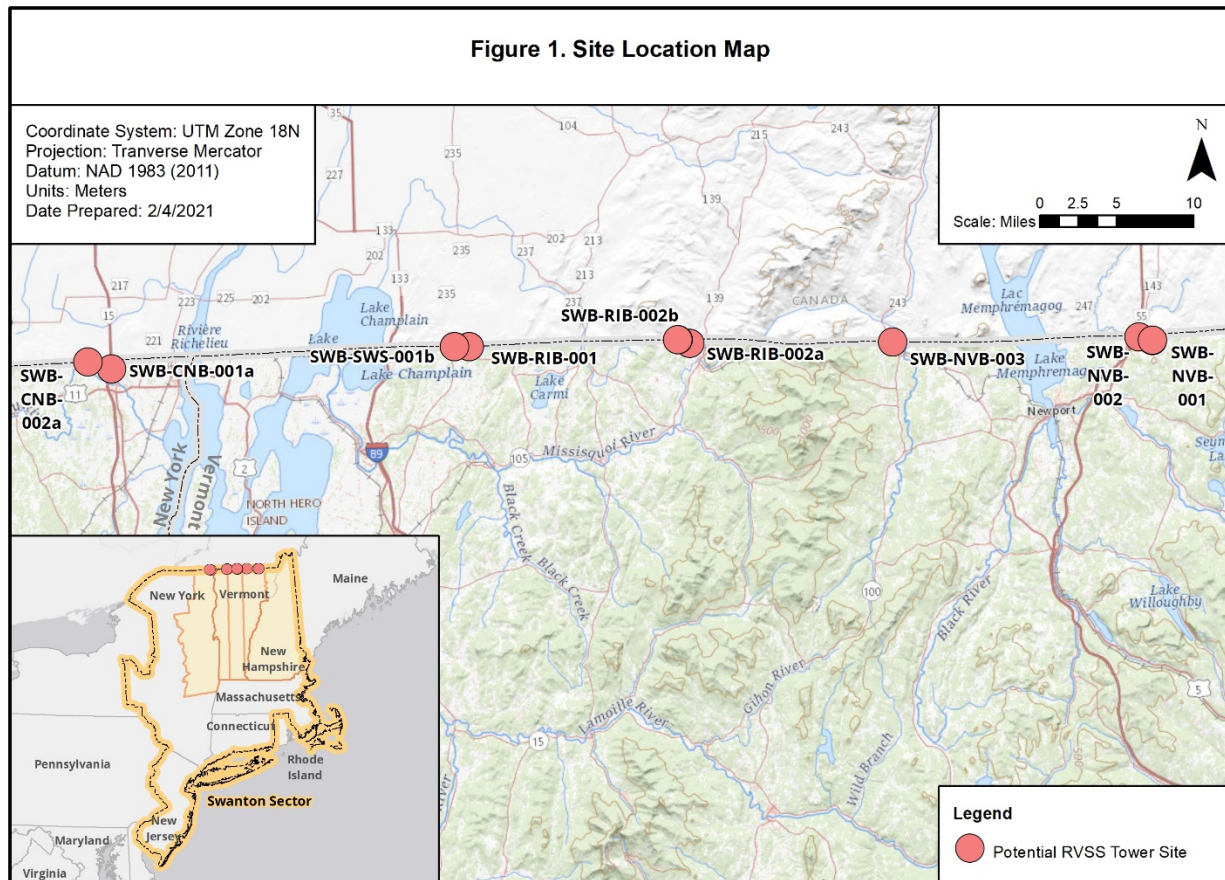 Figure 1. Site Location Map
Coordinate System: UTM Zone 18N
Projection: Tranverse Mercator
Datum: NAD 1983 (2011)
Units: Meters
Date Prepared: 2/4/2021
N
0 2.5 5 10
Scale: Miles
35
104
215
243
235
227
235
139
217
133
202
213
202
235
237
213
133
235
237
139
CANADA
243
Lac
Memphremagog
247
143
55
15
223
225
202
221
Rivière
Richelieu
Lake
Champlain
Lake
SWB-RIB-002b
SWB-SWS-001b
SWB-RIB-001
SWB-RIB-002a
SWB-NVB-003
SWB-
NVB-
002
SWB-
NVB-
001
SWB-
CNB-
002a
SWB-CNB-001a
Lake Champlain
Lake
Carmi
Lake
Memphremag
Newport
11
New York
Vermont
2
89
105
Missisquoi River
500
NORTH HERO
ISLAND
Black Creek
Black Creek
100
Black River
Lake
Willoughby
5
Gihon River
Lamoille River
15
Wild Branch
River
Maine
New York
Vermont
New
Hampshire
Massachusetts
Connecticut
Rhode
Island
Pennsylvania
Swanton Sector
New
Jersey
Maryland
Virginia
Legend
Potential RVSS Tower Site